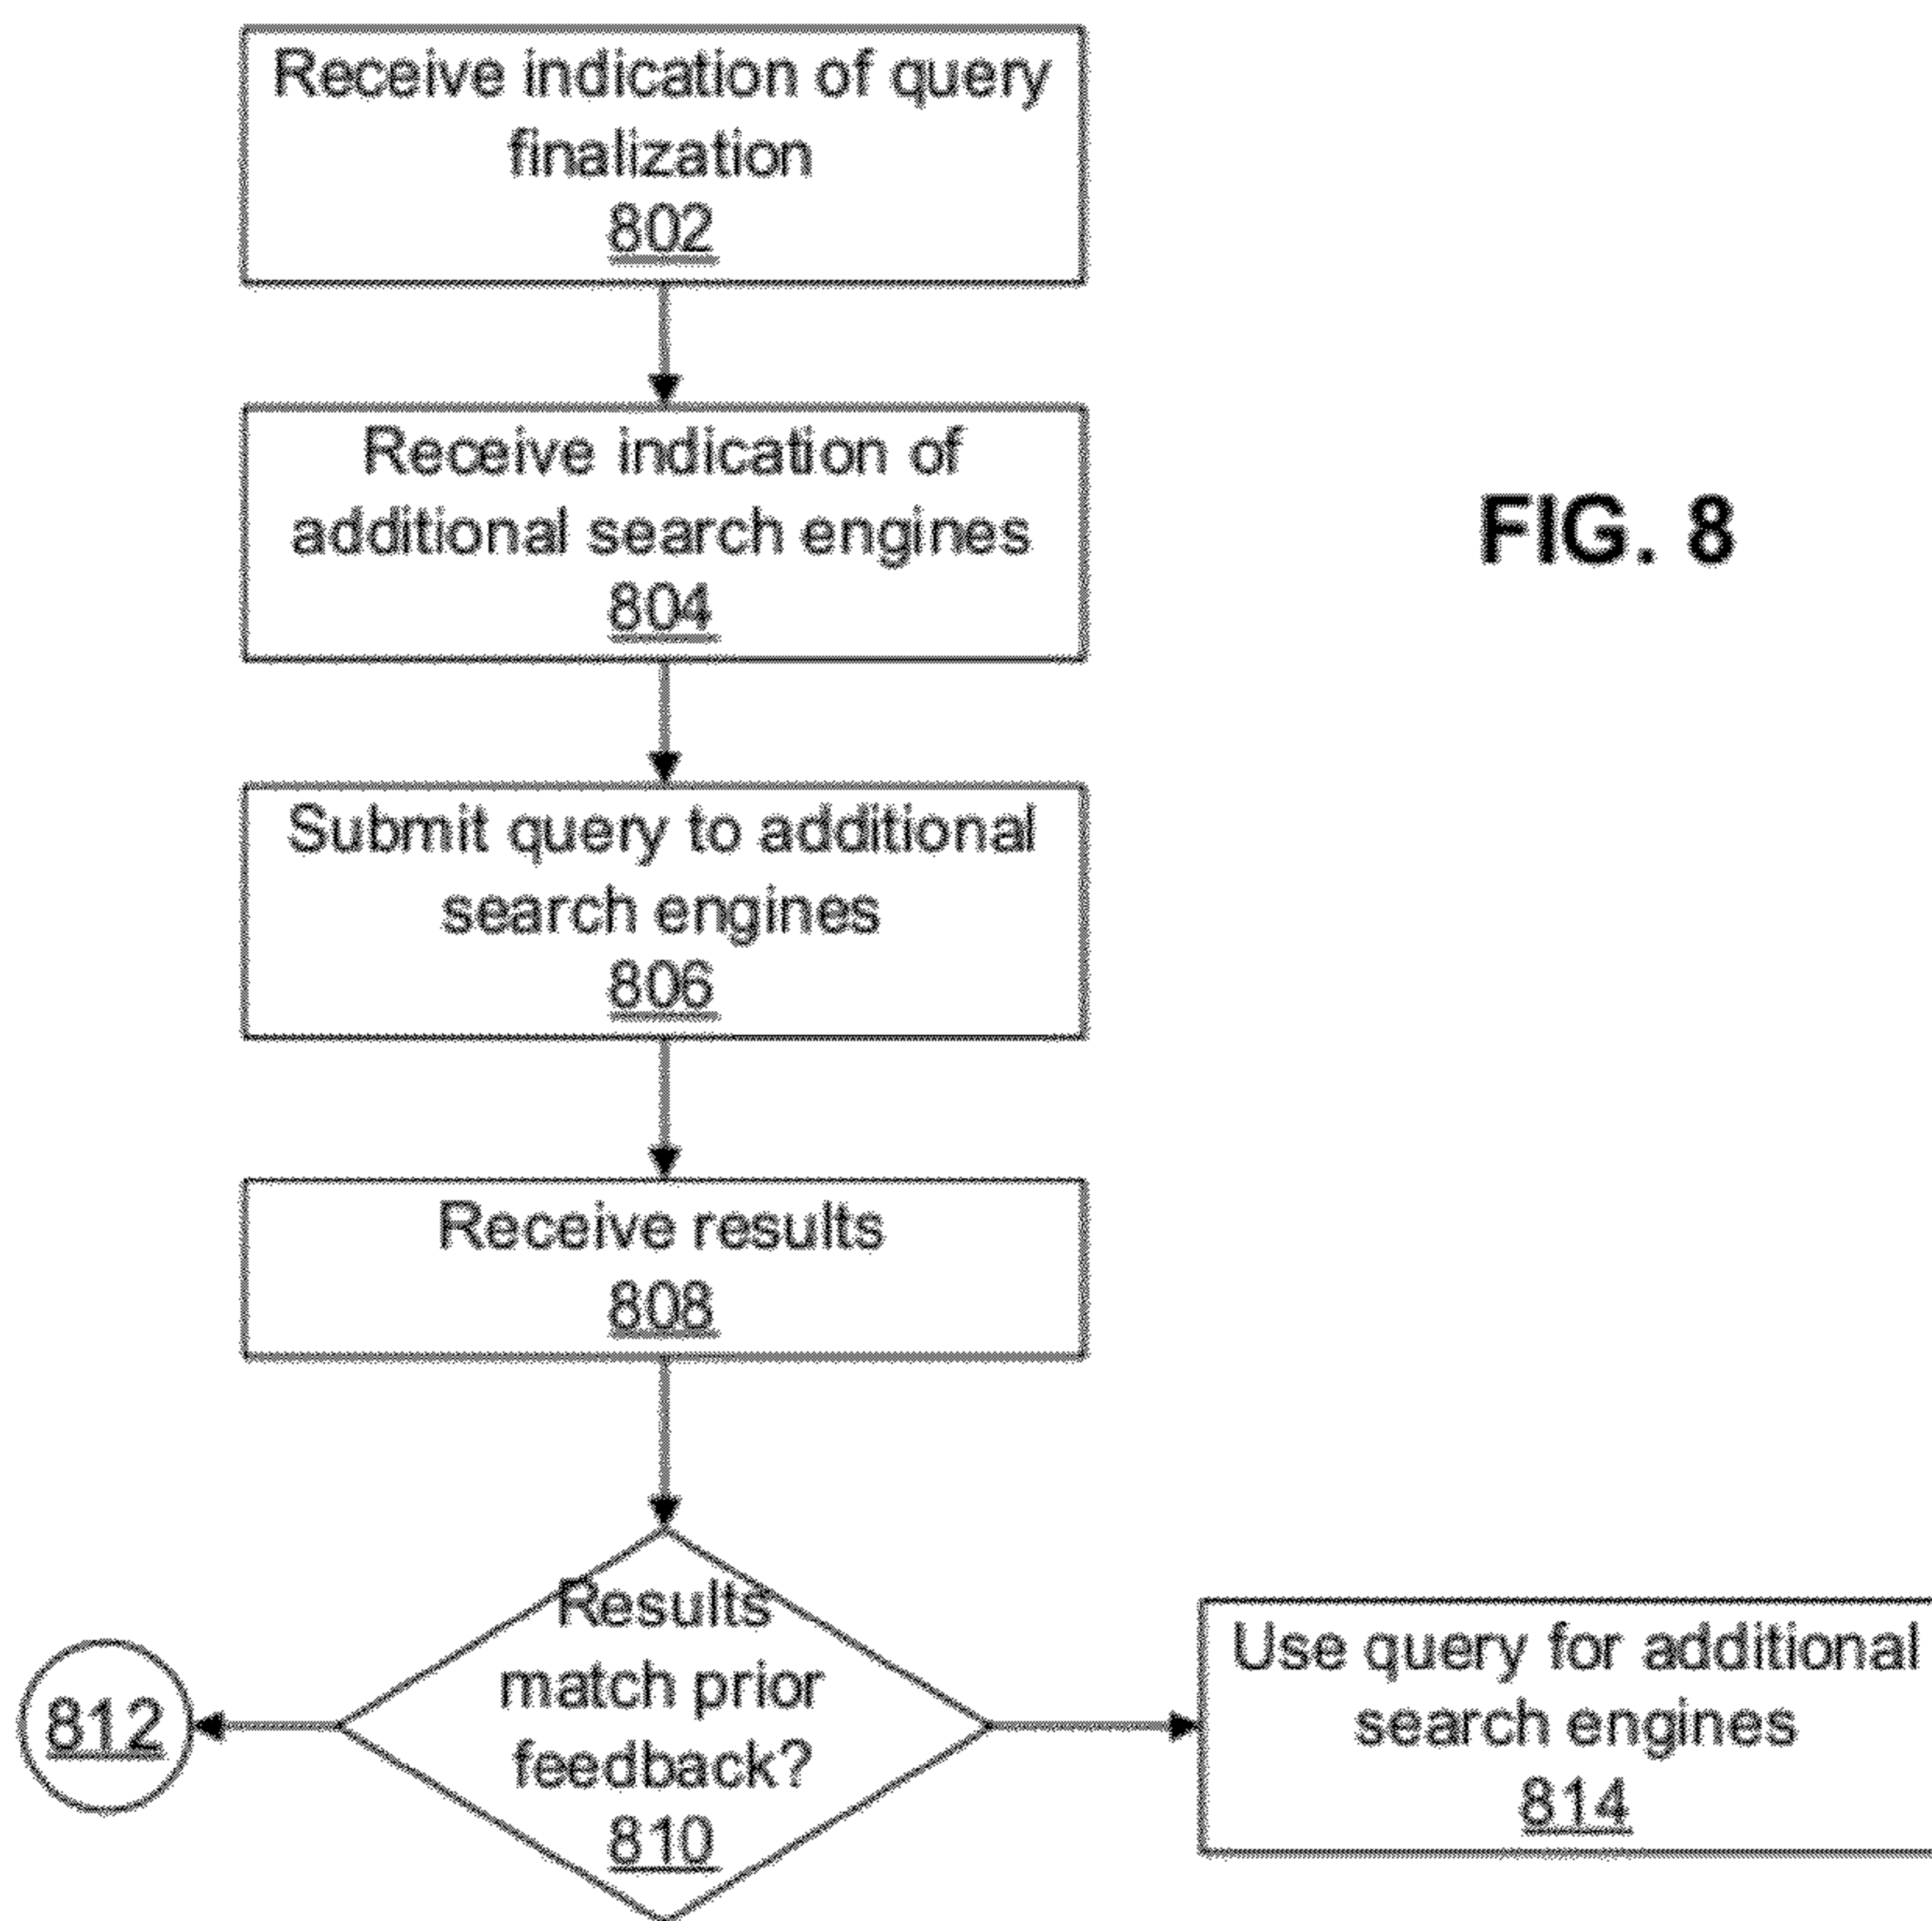 Receive indication of query
finalization
802
Receive indication of
additional search engines
804
FIG. 8
Submit query to additional
search engines
806
Receive results
808
Results
match prior
feedback?
810
812
Use query for additional
search engines
814